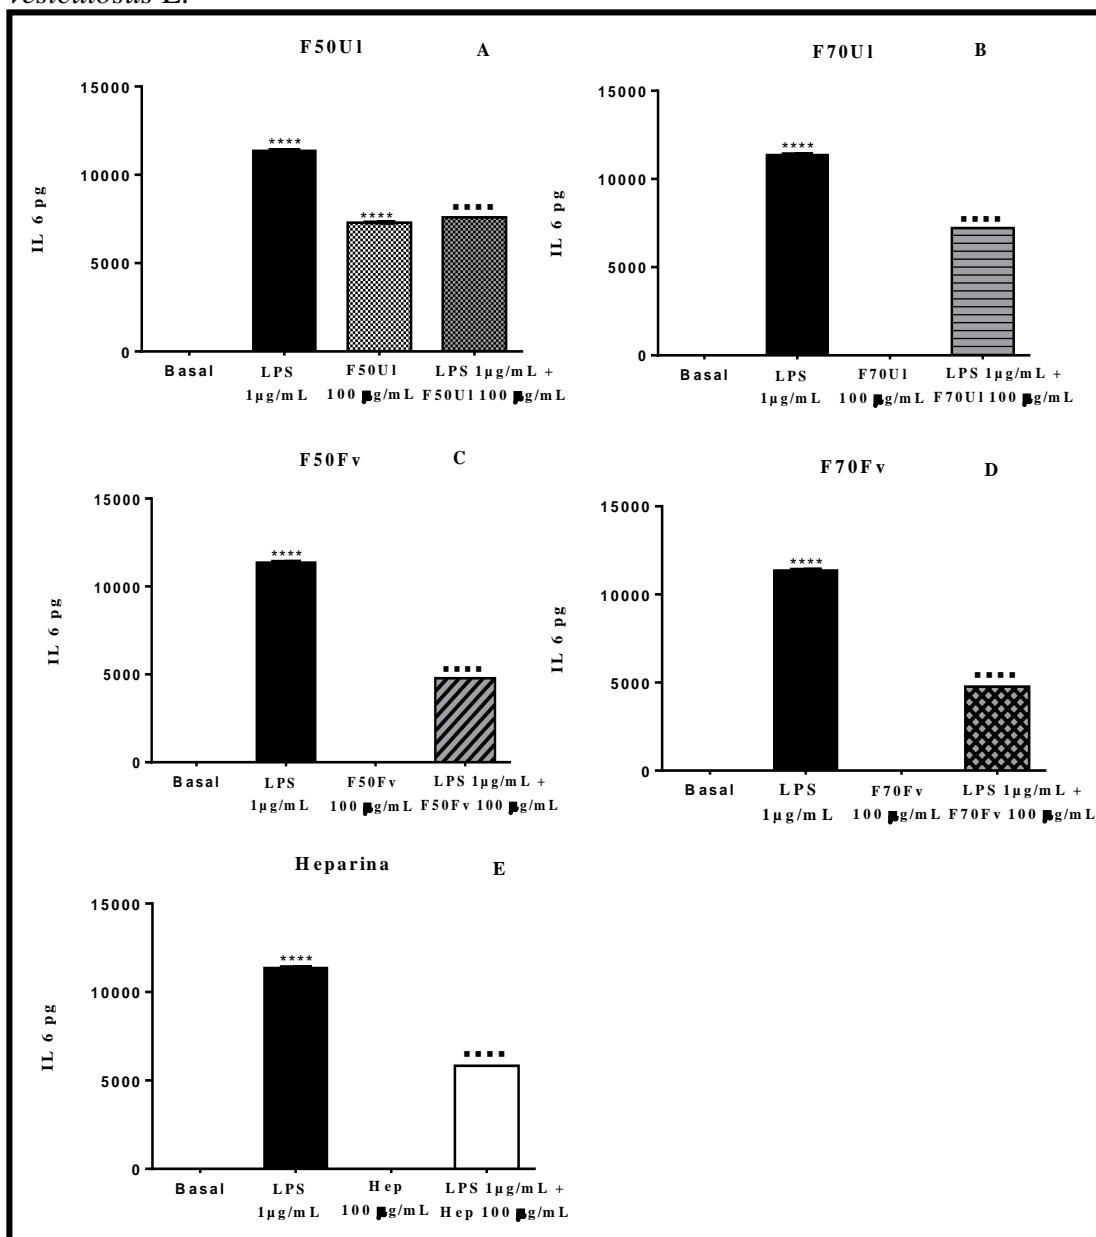 vesiculosus L.
F50Ul A
15000
10000
5000
0
IL 6 pg
****
****
Basal
LPS
1µg/mL
F50Ul
100 µg/mL
LPS 1µg/mL +
F50Ul 100 µg/mL
F70Ul B
15000
10000
5000
0
IL 6 pg
****
Basal
LPS
1µg/mL
F70Ul
100 µg/mL
LPS 1µg/mL +
F70Ul 100 µg/mL
F50Fv C
15000
10000
5000
0
IL 6 pg
****
Basal
LPS
1µg/mL
F50Fv
100 µg/mL
LPS 1µg/mL +
F50Fv 100 µg/mL
F70Fv D
15000
10000
5000
0
IL 6 pg
****
Basal
LPS
1µg/mL
F70Fv
100 µg/mL
LPS 1µg/mL +
F70Fv 100 µg/mL
Heparina E
15000
10000
5000
0
IL 6 pg
****
Basal
LPS
1µg/mL
Hep
100 µg/mL
LPS 1µg/mL +
Hep 100 µg/mL